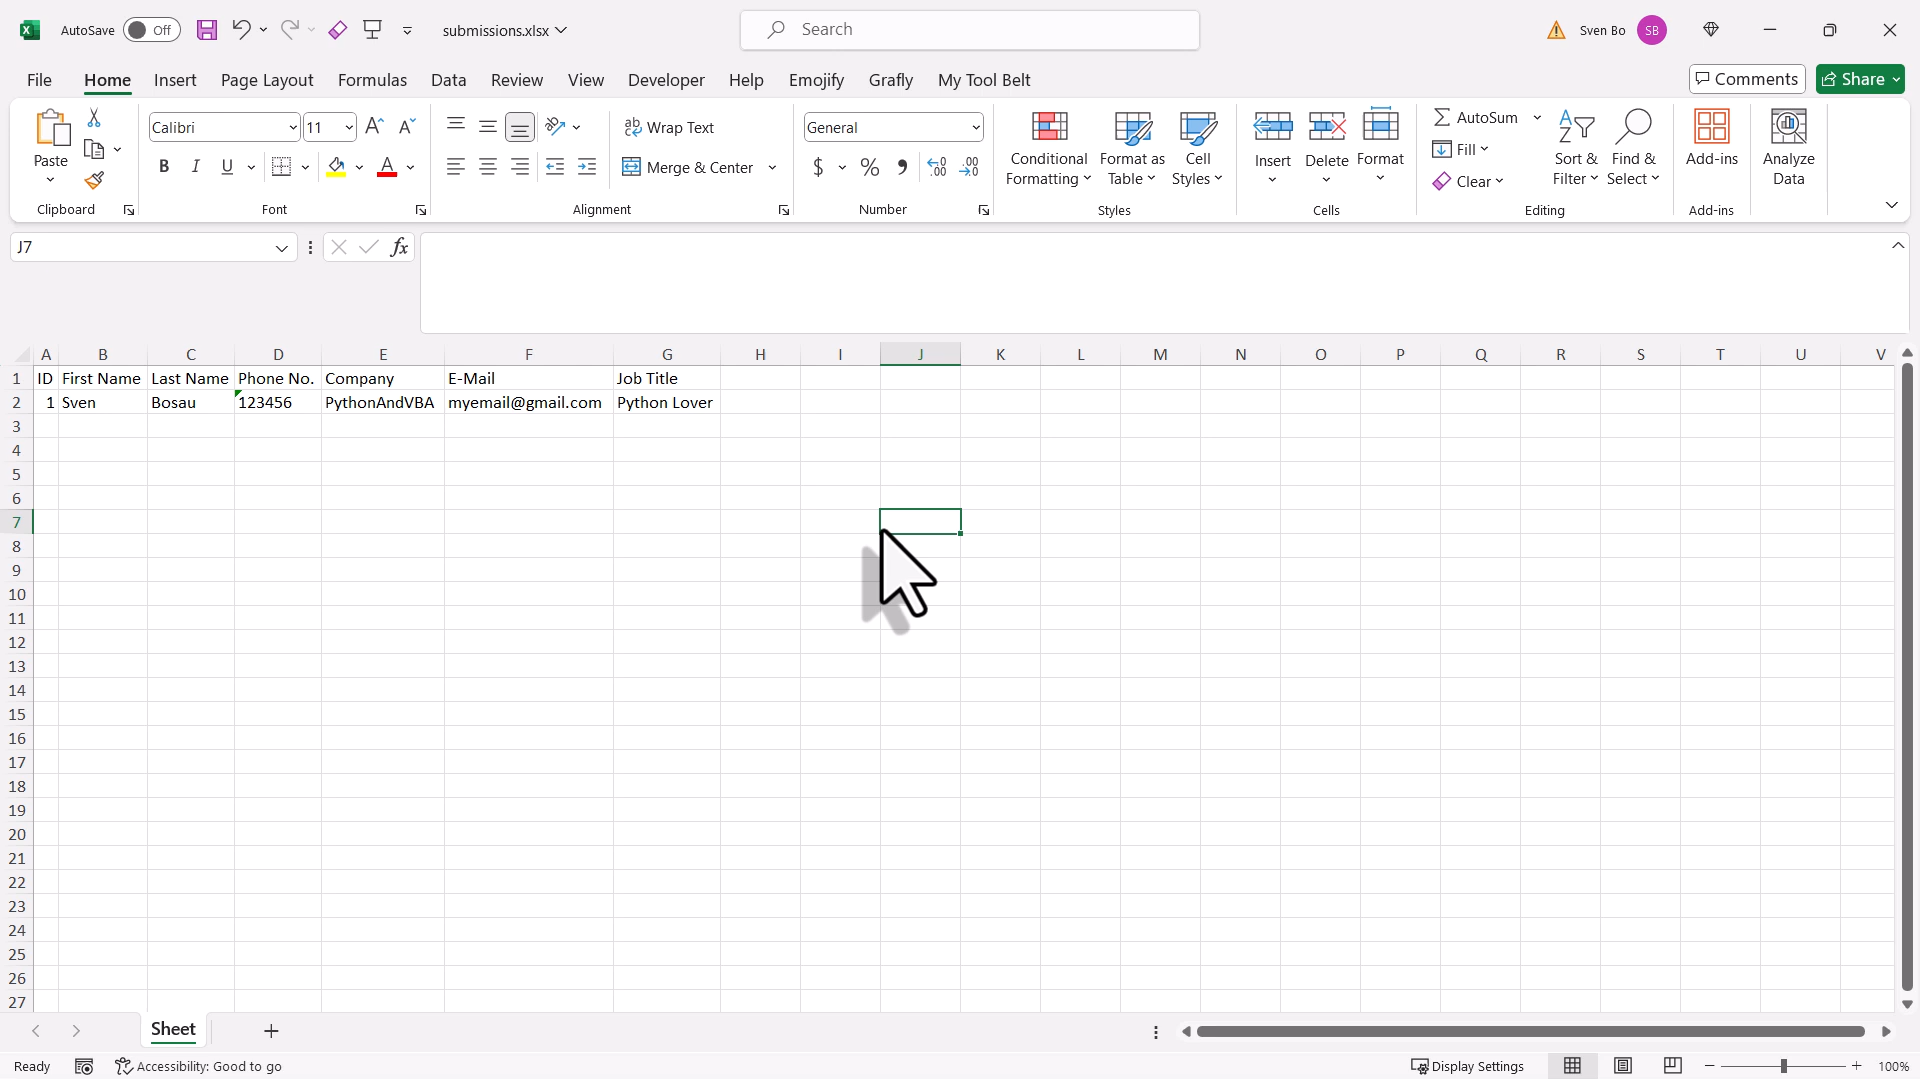 AutoSave Off submissions.xlsx Search Sven Bo SB
File Home Insert Page Layout Formulas Data Review View Developer Help Emojify Grafly My Tool Belt Comments Share
Calibri 11 Wrap Text General AutoSum
Paste Conditional Format as Cell Insert Delete Format Fill Sort & Find & Add-ins Analyze
B I U A Merge & Center $ % Formatting Table Styles Clear Filter Select Data
Clipboard Font Alignment Number Styles Cells Editing Add-ins
J7 fx
A B C D E F G H I J K L M N O P Q R S T U V
1 ID First Name Last Name Phone No. Company E-Mail Job Title
2 1 Sven Bosau 123456 PythonAndVBA myemail@gmail.com Python Lover
3
4
5
6
7
8
9
10
11
12
13
14
15
16
17
18
19
20
21
22
23
24
25
26
27
Sheet
Ready Accessibility: Good to go Display Settings 100%